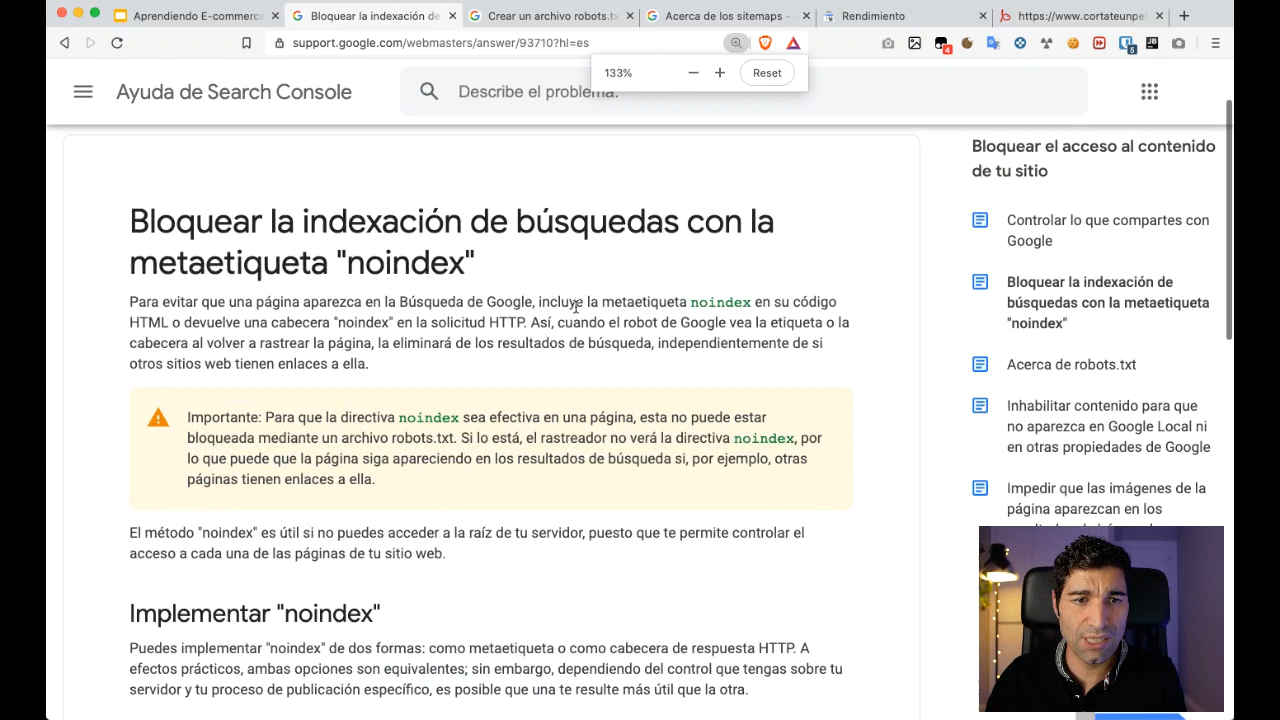 Aprendiendo E-commerce
Bloquear la indexación de
Crear un archivo robots.tx
Acerca de los sitemaps -
Rendimiento
https://www.cortateunpel
support.google.com/webmasters/answer/93710?hl=es
4
5
133%
Reset
Ayuda de Search Console
Describe el problema.
Bloquear la indexación de búsquedas con la
metaetiqueta "noindex"
Para evitar que una página aparezca en la Búsqueda de Google, incluye la metaetiqueta noindex en su código
HTML o devuelve una cabecera "noindex" en la solicitud HTTP. Así, cuando el robot de Google vea la etiqueta o la
cabecera al volver a rastrear la página, la eliminará de los resultados de búsqueda, independientemente de si
otros sitios web tienen enlaces a ella.
Importante: Para que la directiva noindex sea efectiva en una página, esta no puede estar
bloqueada mediante un archivo robots.txt. Si lo está, el rastreador no verá la directiva noindex, por
lo que puede que la página siga apareciendo en los resultados de búsqueda si, por ejemplo, otras
páginas tienen enlaces a ella.
El método "noindex" es útil si no puedes acceder a la raíz de tu servidor, puesto que te permite controlar el
acceso a cada una de las páginas de tu sitio web.
Implementar "noindex"
Puedes implementar "noindex" de dos formas: como metaetiqueta o como cabecera de respuesta HTTP. A
efectos prácticos, ambas opciones son equivalentes; sin embargo, dependiendo del control que tengas sobre tu
servidor y tu proceso de publicación específico, es posible que una te resulte más útil que la otra.
Bloquear el acceso al contenido
de tu sitio
Controlar lo que compartes con
Google
Bloquear la indexación de
búsquedas con la metaetiqueta
"noindex"
Acerca de robots.txt
Inhabilitar contenido para que
no aparezca en Google Local ni
en otras propiedades de Google
Impedir que las imágenes de la
página aparezcan en los